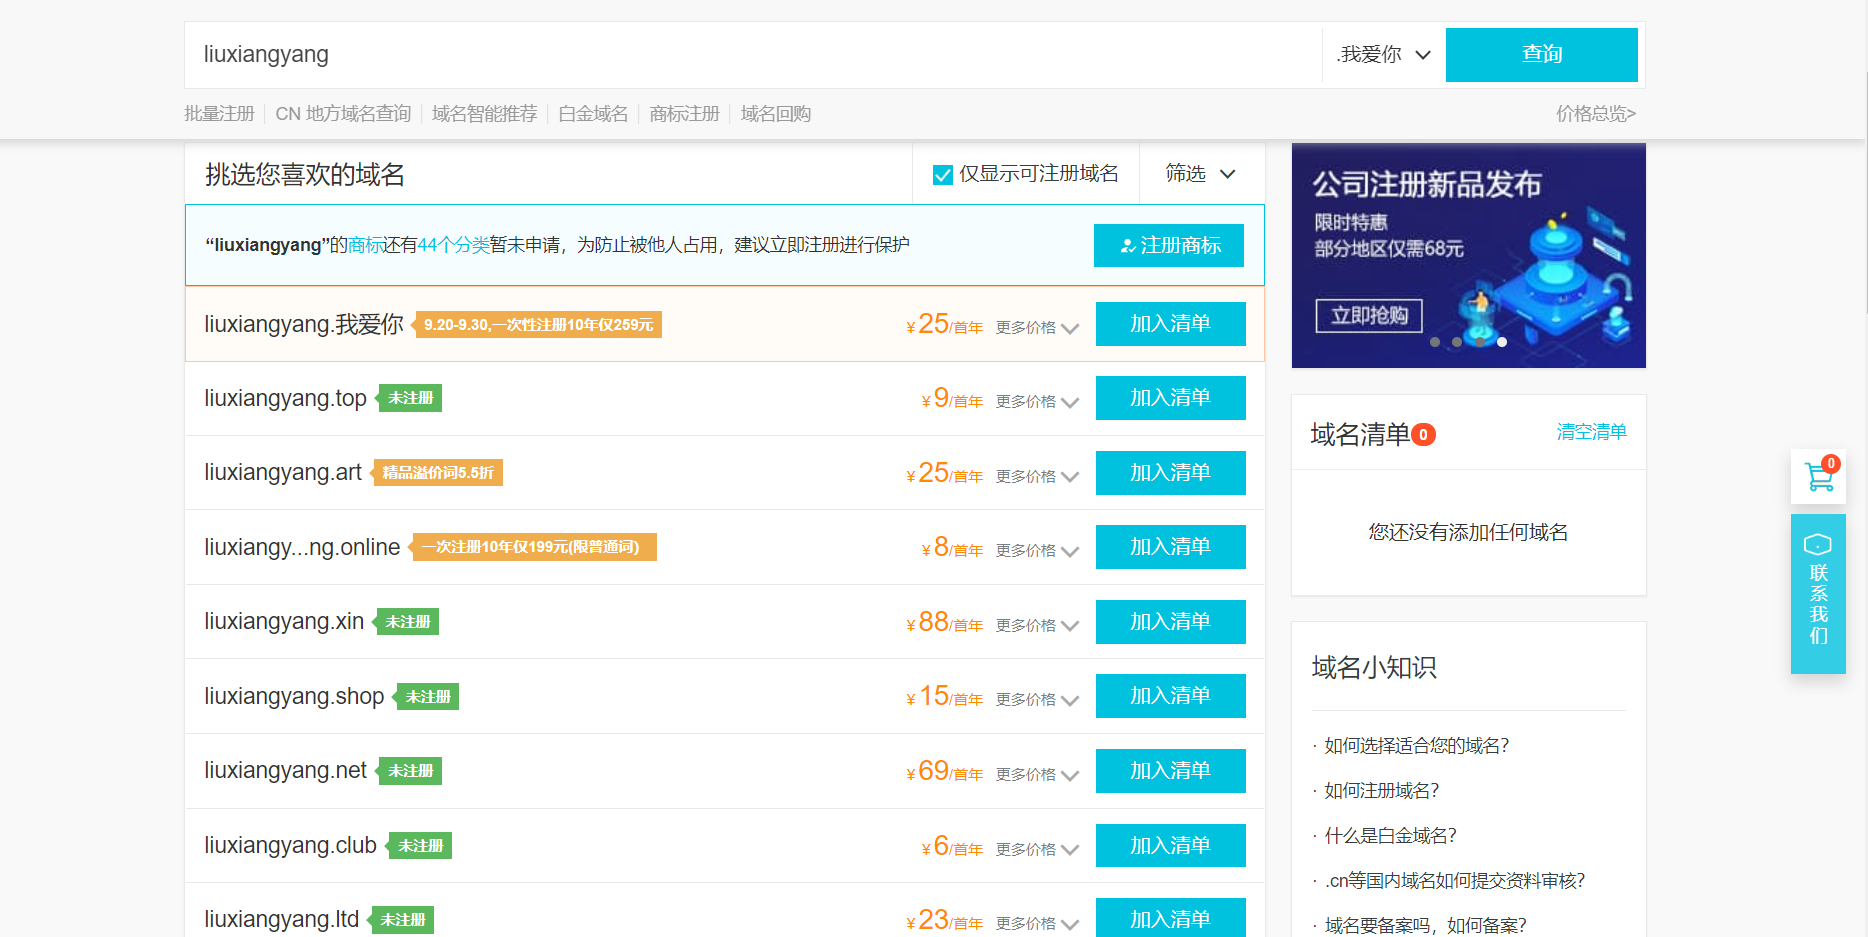 liuxiangyang
.我爱你
查询
批量注册
CN 地方域名查询
域名智能推荐
白金域名
商标注册
域名回购
价格总览>
挑选您喜欢的域名
仅显示可注册域名
筛选
“liuxiangyang”的商标还有44个分类暂未申请，为防止被他人占用，建议立即注册进行保护
注册商标
liuxiangyang.我爱你
9.20-9.30,一次性注册10年仅259元
¥25/首年
更多价格
加入清单
liuxiangyang.top
未注册
¥9/首年
更多价格
加入清单
liuxiangyang.art
精品溢价词5.5折
¥25/首年
更多价格
加入清单
liuxiangy...ng.online
一次注册10年仅199元(限普通词)
¥8/首年
更多价格
加入清单
liuxiangyang.xin
未注册
¥88/首年
更多价格
加入清单
liuxiangyang.shop
未注册
¥15/首年
更多价格
加入清单
liuxiangyang.net
未注册
¥69/首年
更多价格
加入清单
liuxiangyang.club
未注册
¥6/首年
更多价格
加入清单
liuxiangyang.ltd
未注册
¥23/首年
更多价格
加入清单
公司注册新品发布
限时特惠
部分地区仅需68元
立即抢购
域名清单0
清空清单
您还没有添加任何域名
域名小知识
· 如何选择适合您的域名?
· 如何注册域名?
· 什么是白金域名?
· .cn等国内域名如何提交资料审核?
· 域名要备案吗，如何备案?
0
联
系
我
们